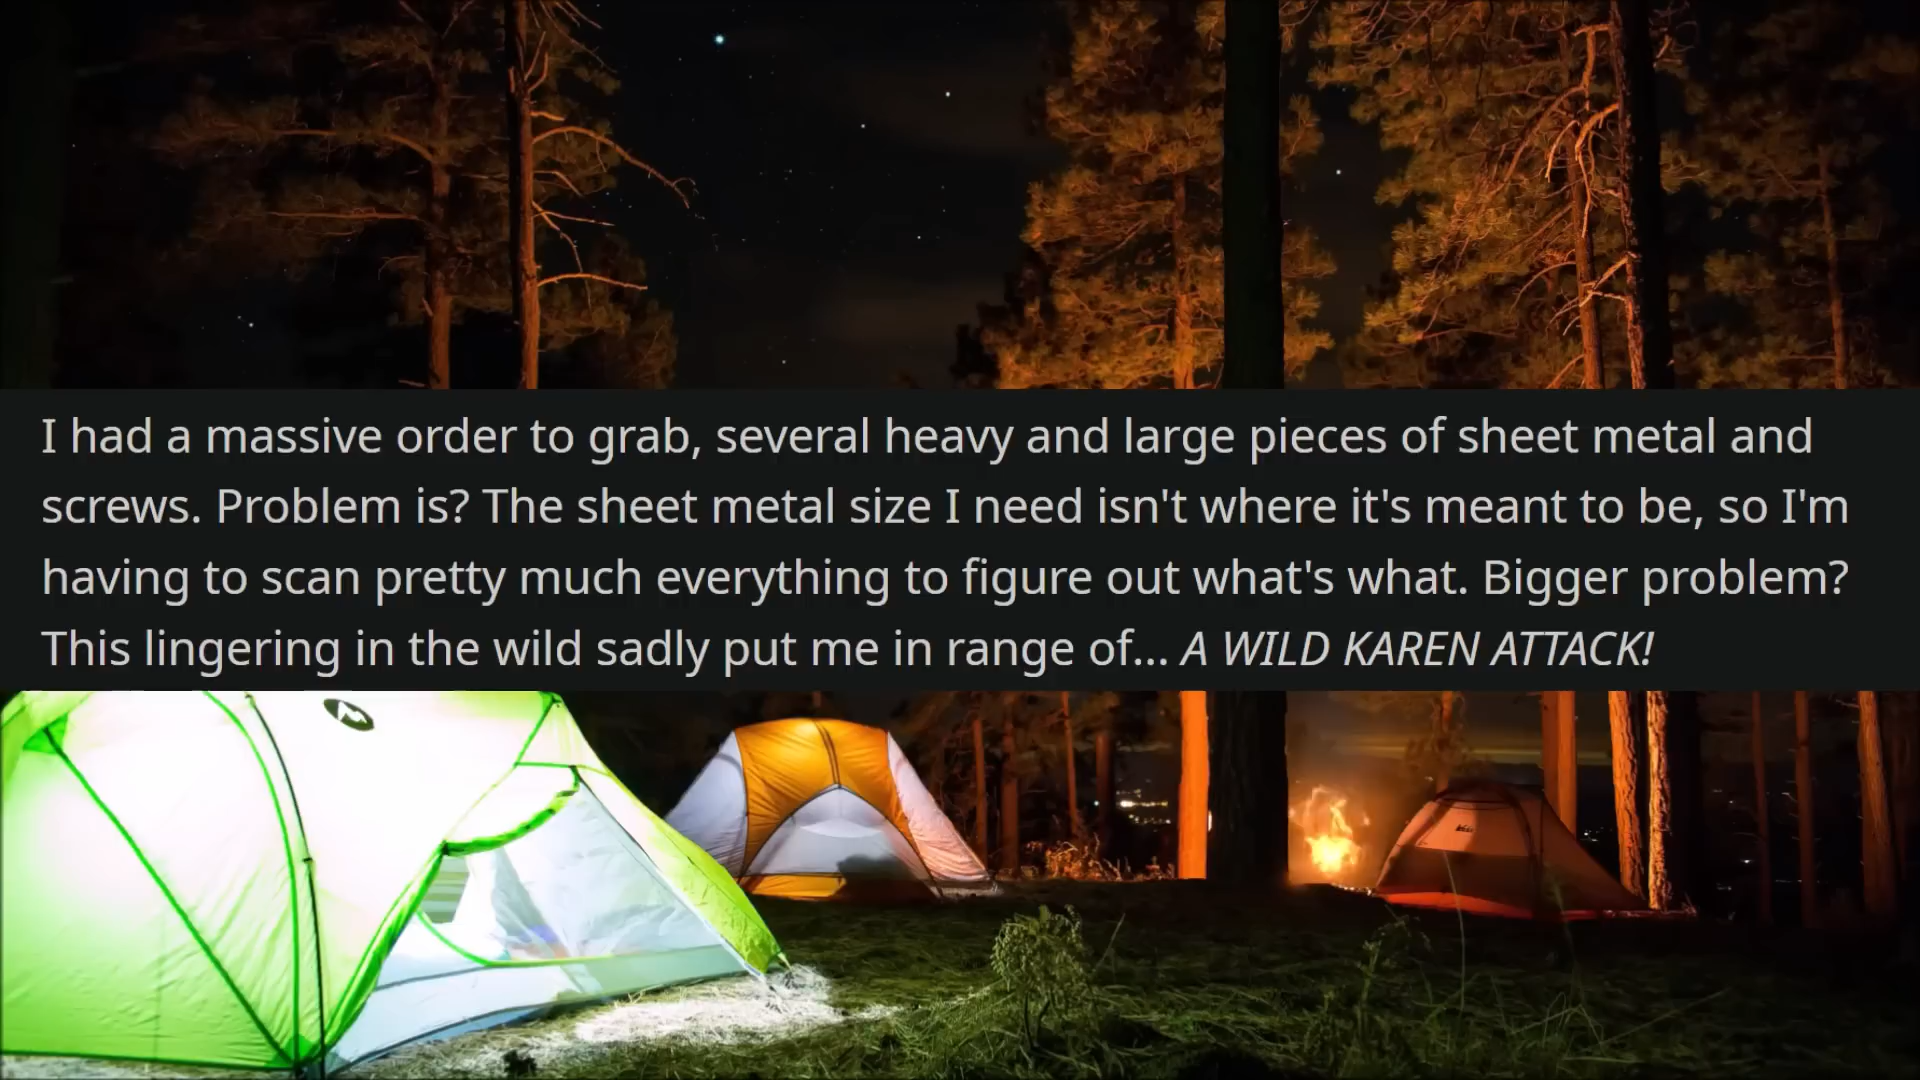 I had a massive order to grab, several heavy and large pieces of sheet metal and
screws. Problem is? The sheet metal size I need isn't where it's meant to be, so I'm
having to scan pretty much everything to figure out what's what. Bigger problem?
This lingering in the wild sadly put me in range of... A WILD KAREN ATTACK!